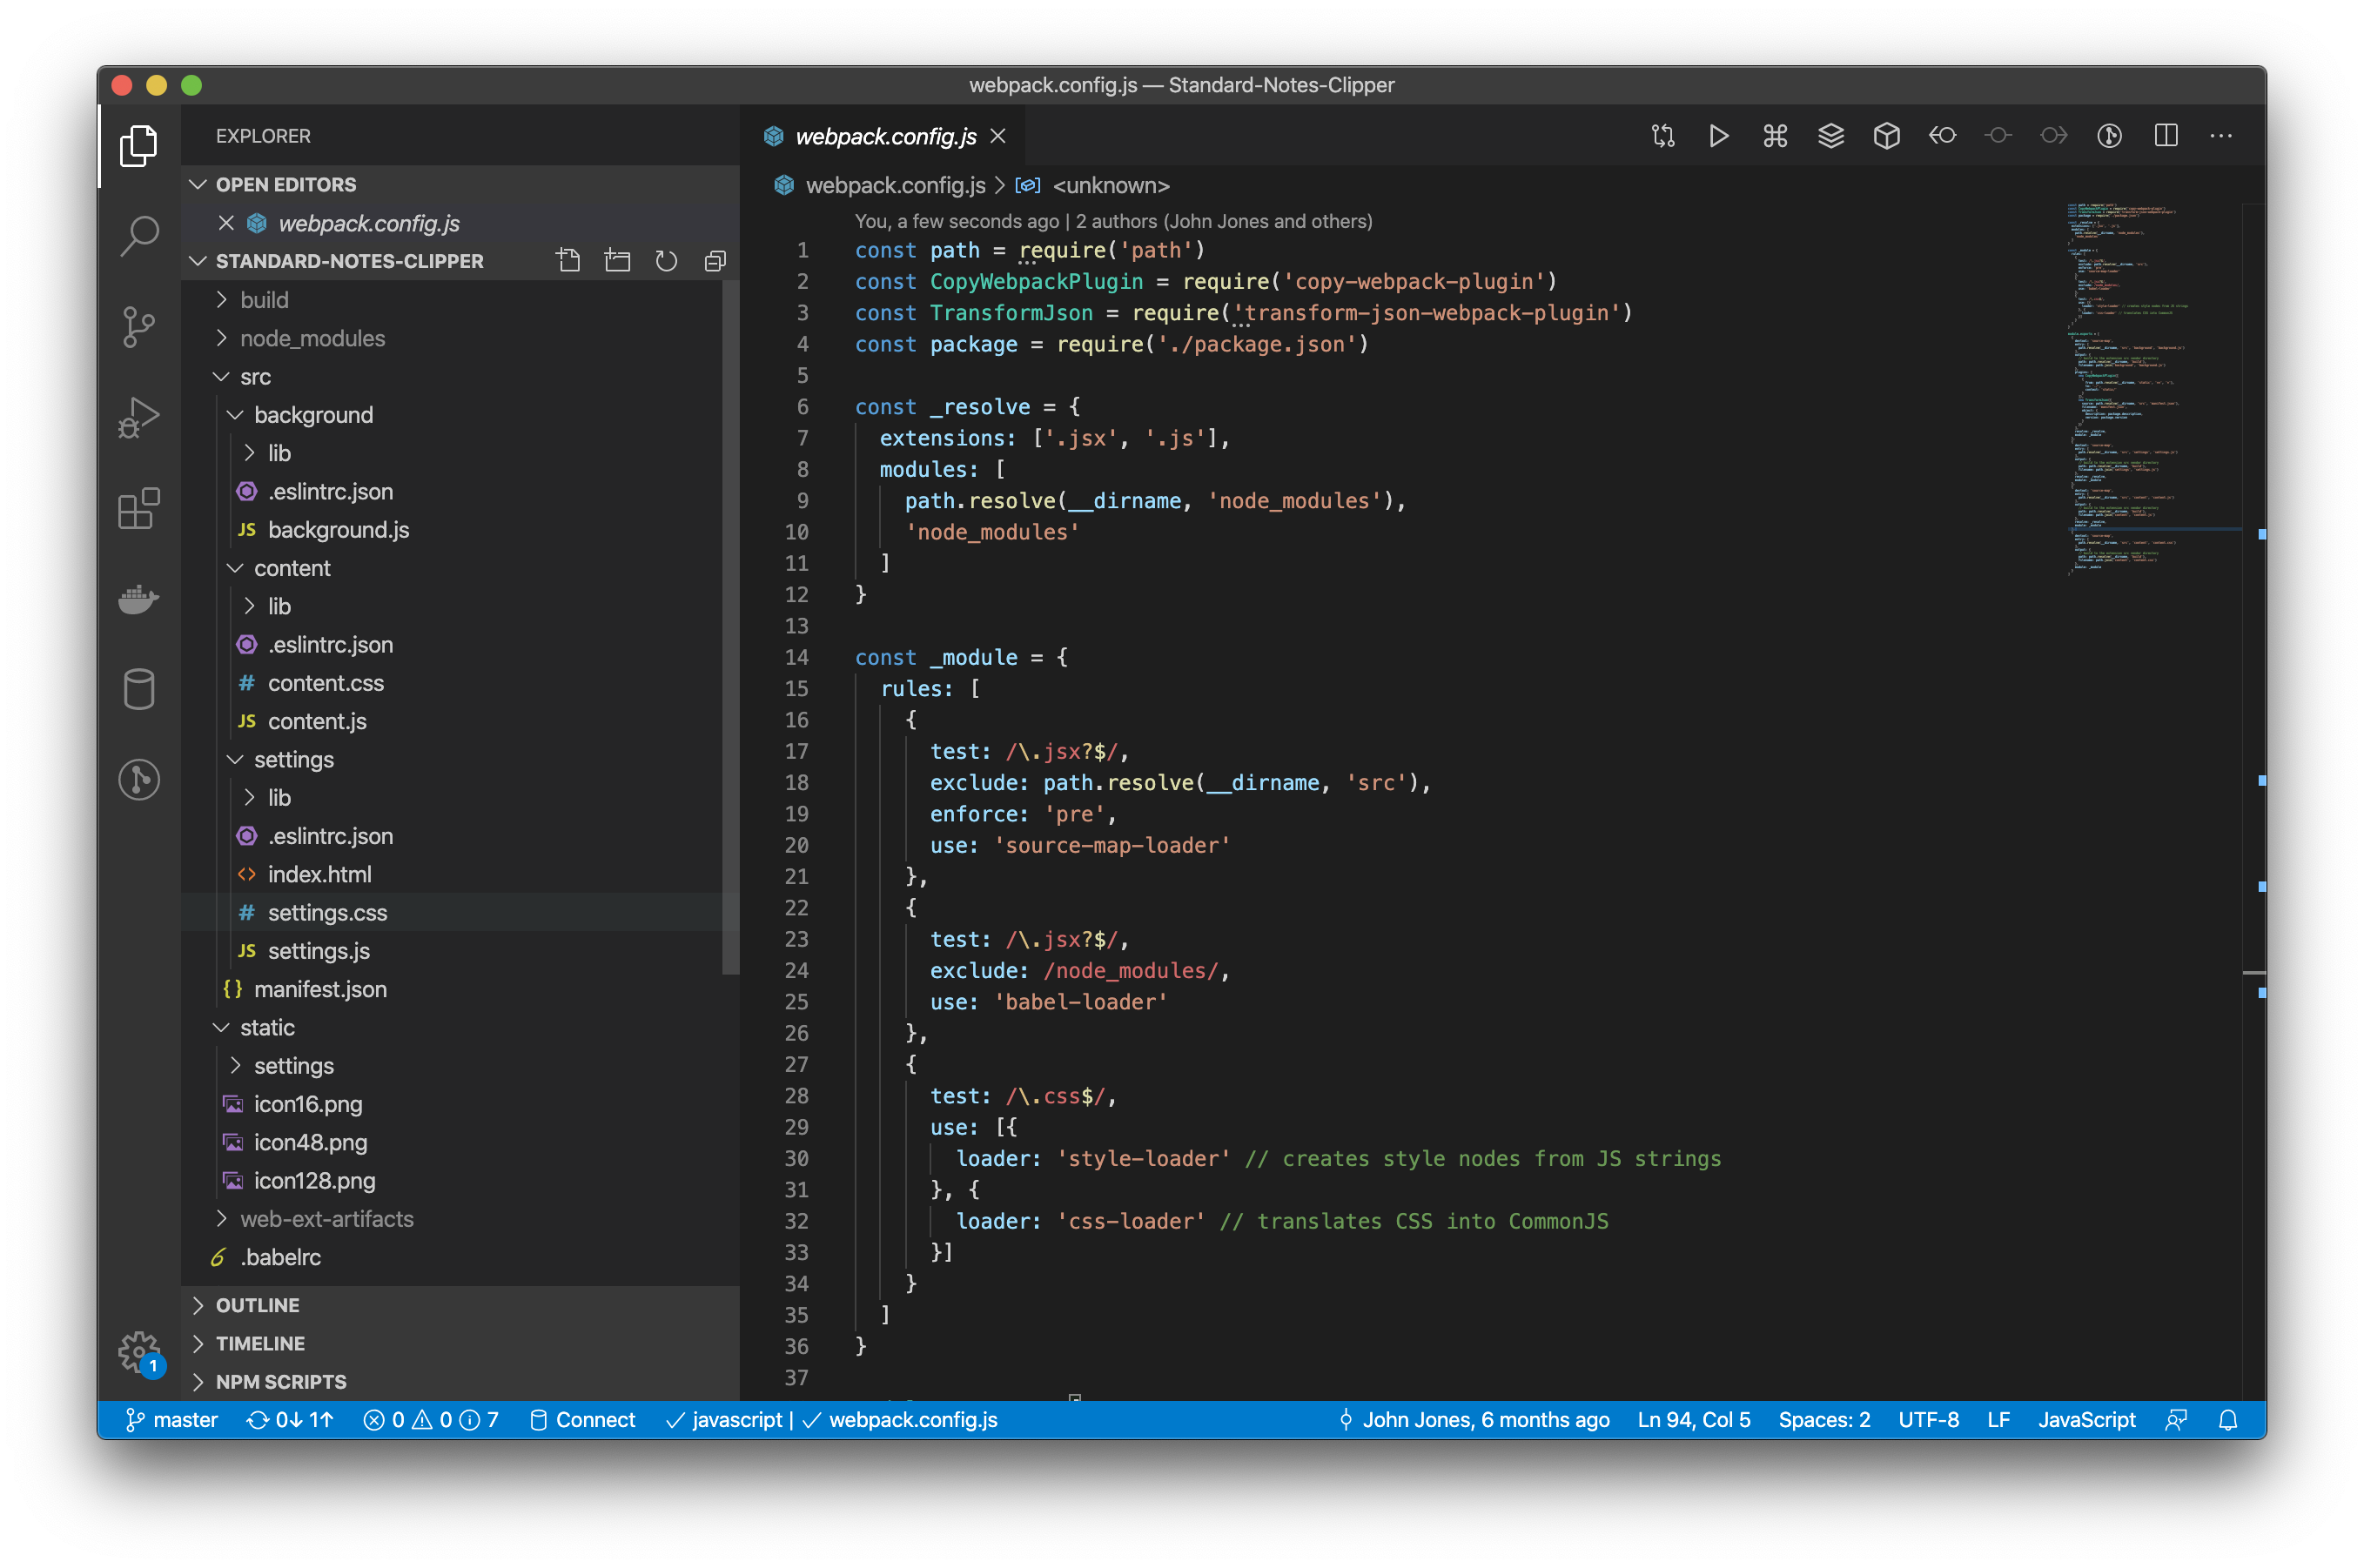 webpack.config.js — Standard-Notes-Clipper
EXPLORER
OPEN EDITORS
webpack.config.js
STANDARD-NOTES-CLIPPER
build
node_modules
src
background
lib
.eslintrc.json
JS background.js
content
lib
.eslintrc.json
# content.css
JS content.js
settings
lib
.eslintrc.json
<> index.html
# settings.css
JS settings.js
{} manifest.json
static
settings
icon16.png
icon48.png
icon128.png
web-ext-artifacts
.babelrc
OUTLINE
TIMELINE
NPM SCRIPTS
1
webpack.config.js
webpack.config.js > <unknown>
You, a few seconds ago | 2 authors (John Jones and others)
1 const path = require('path')
2 const CopyWebpackPlugin = require('copy-webpack-plugin')
3 const TransformJson = require('transform-json-webpack-plugin')
4 const package = require('./package.json')
5
6 const _resolve = {
7 extensions: ['.jsx', '.js'],
8 modules: [
9 path.resolve(__dirname, 'node_modules'),
10 'node_modules'
11 ]
12 }
13
14 const _module = {
15 rules: [
16 {
17 test: /\.jsx?$/,
18 exclude: path.resolve(__dirname, 'src'),
19 enforce: 'pre',
20 use: 'source-map-loader'
21 },
22 {
23 test: /\.jsx?$/,
24 exclude: /node_modules/,
25 use: 'babel-loader'
26 },
27 {
28 test: /\.css$/,
29 use: [{
30 loader: 'style-loader' // creates style nodes from JS strings
31 }, {
32 loader: 'css-loader' // translates CSS into CommonJS
33 }]
34 }
35 ]
36 }
37
master 0↓ 1↑ 0 0 7 Connect ✓ javascript | ✓ webpack.config.js John Jones, 6 months ago Ln 94, Col 5 Spaces: 2 UTF-8 LF JavaScript